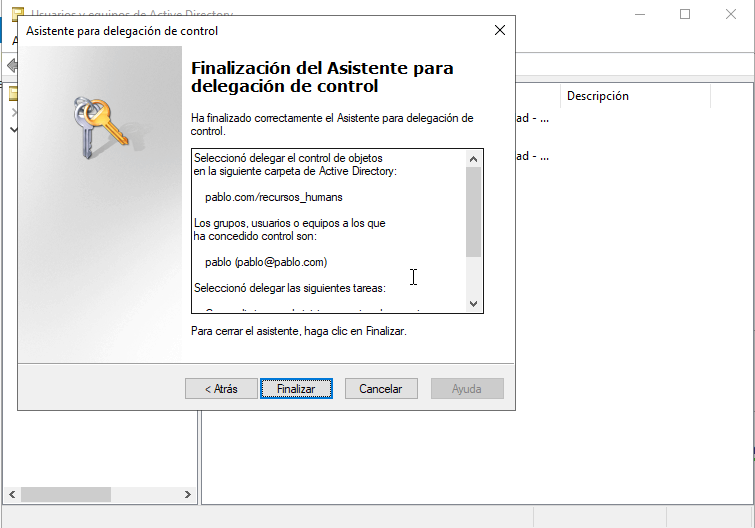 Usuarios y equipos de Active Directory
Asistente para delegación de control
Finalización del Asistente para
delegación de control
Ha finalizado correctamente el Asistente para delegación de
control.
Seleccionó delegar el control de objetos
en la siguiente carpeta de Active Directory:
pablo.com/recursos_humans
Los grupos, usuarios o equipos a los que
ha concedido control son:
pablo (pablo@pablo.com)
Seleccionó delegar las siguientes tareas:
Para cerrar el asistente, haga clic en Finalizar.
< Atrás
Finalizar
Cancelar
Ayuda
Descripción
ad - ...
ad - ...